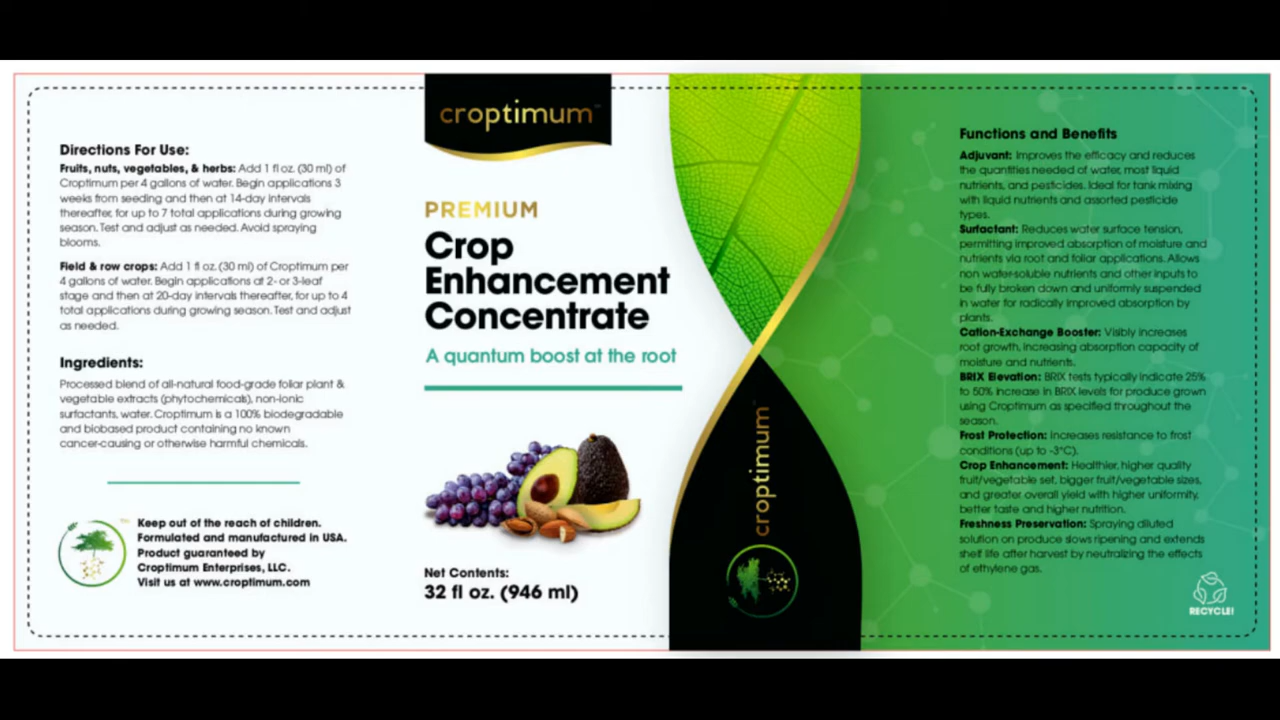 Directions For Use:
Fruits, nuts, vegetables, & herbs: Add 1 fl oz. (30 ml) of
Croptimum per 4 gallons of water. Begin applications 3
weeks from seeding and then at 14-day intervals
thereafter, for up to 7 total applications during growing
season. Test and adjust as needed. Avoid spraying
blooms.
Field & row crops: Add 1 fl oz. (30 ml) of Croptimum per
4 gallons of water. Begin applications at 2- or 3-leaf
stage and then at 20-day intervals thereafter, for up to 4
total applications during growing season. Test and adjust
as needed.
Ingredients:
Processed blend of all-natural food-grade foliar plant &
vegetable extracts (phytochemicals), non-ionic
surfactants, water. Croptimum is a 100% biodegradable
and biobased product containing no known
cancer-causing or otherwise harmful chemicals.
Keep out of the reach of children.
Formulated and manufactured in USA.
Product guaranteed by
Croptimum Enterprises, LLC.
Visit us at www.croptimum.com
croptimum™
PREMIUM
Crop
Enhancement
Concentrate
A quantum boost at the root
Net Contents:
32 fl oz. (946 ml)
croptimum™
Functions and Benefits
Adjuvant: Improves the efficacy and reduces
the quantities needed of water, most liquid
nutrients, and pesticides. Ideal for tank mixing
with liquid nutrients and assorted pesticide
types.
Surfactant: Reduces water surface tension,
permitting improved absorption of moisture and
nutrients via root and foliar applications. Allows
non water-soluble nutrients and other inputs to
be fully broken down and uniformly suspended
in water for radically improved absorption by
plants.
Cation-Exchange Booster: Visibly increases
root growth, increasing absorption capacity of
moisture and nutrients.
BRIX Elevation: BRIX tests typically indicate 25%
to 50% increase in BRIX levels for produce grown
using Croptimum as specified throughout the
season.
Frost Protection: Increases resistance to frost
conditions (up to -3°C).
Crop Enhancement: Healthier, higher quality
fruit/vegetable set, bigger fruit/vegetable sizes,
and greater overall yield with higher uniformity,
better taste and higher nutrition.
Freshness Preservation: Spraying diluted
solution on produce slows ripening and extends
shelf life after harvest by neutralizing the effects
of ethylene gas.
RECYCLE!